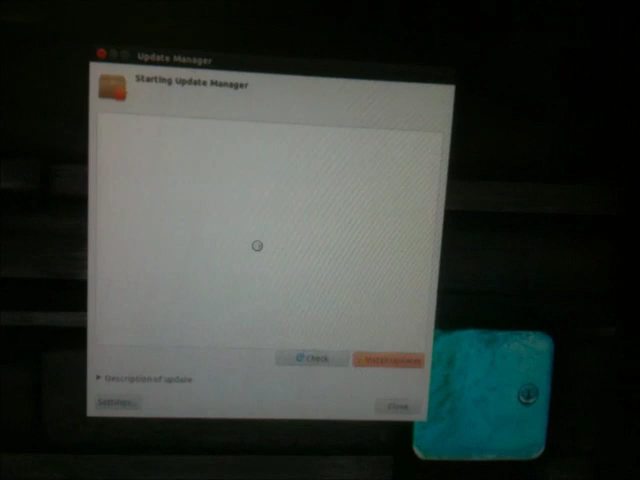 Update Manager
Starting Update Manager
Check
Install Updates
Description of update
Settings...
Close